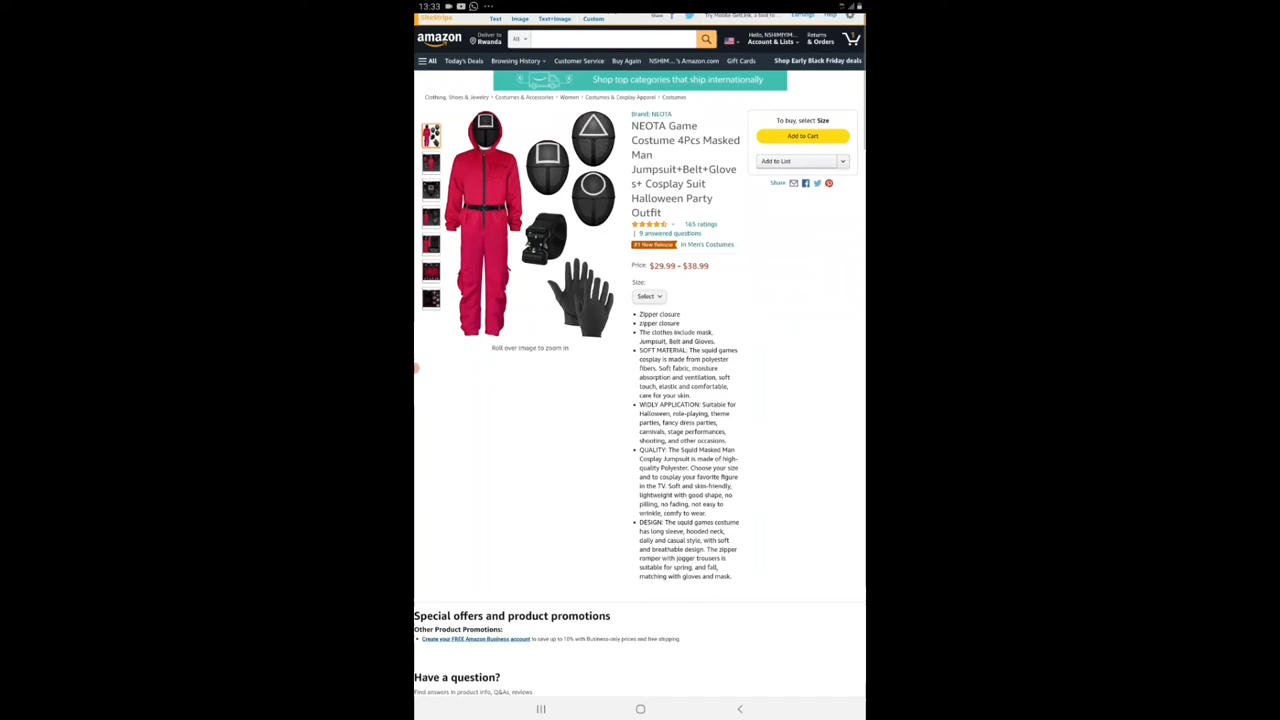 13:33
SiteStripe
Text Image Text+Image Custom
Share
Earnings Help
amazon
Deliver to
Rwanda
All
Hello, NSHIMIYIM...
Account & Lists
Returns
& Orders
1
All Today's Deals Browsing History Customer Service Buy Again NSHIM...'s Amazon.com Gift Cards Shop Early Black Friday deals
Shop top categories that ship internationally
Clothing, Shoes & Jewelry › Costumes & Accessories › Women › Costumes & Cosplay Apparel › Costumes
Brand: NEOTA
NEOTA Game
Costume 4Pcs Masked
Man
Jumpsuit+Belt+Glove
s+ Cosplay Suit
Halloween Party
Outfit
165 ratings
| 9 answered questions
#1 New Release in Men's Costumes
Price: $29.99 - $38.99
Size:
Select
• Zipper closure
• zipper closure
• The clothes include mask,
Jumpsuit, Belt and Gloves.
• SOFT MATERIAL: The squid games
cosplay is made from polyester
fibers. Soft fabric, moisture
absorption and ventilation, soft
touch, elastic and comfortable,
care for your skin.
• WIDLY APPLICATION: Suitable for
Halloween, role-playing, theme
parties, fancy dress parties,
carnivals, stage performances,
shooting, and other occasions.
• QUALITY: The Squid Masked Man
Cosplay Jumpsuit is made of high-
quality Polyester. Choose your size
and to cosplay your favorite figure
in the TV. Soft and skin-friendly,
lightweight with good shape, no
pilling, no fading, not easy to
wrinkle, comfy to wear.
• DESIGN: The squid games costume
has long sleeve, hooded neck,
daily and casual style, with soft
and breathable design. The zipper
romper with jogger trousers is
suitable for spring, and fall,
matching with gloves and mask.
To buy, select Size
Add to Cart
Add to List
Share
Roll over image to zoom in
Special offers and product promotions
Other Product Promotions:
• Create your FREE Amazon Business account to save up to 10% with Business-only prices and free shipping.
Have a question?
Find answers in product info, Q&As, reviews